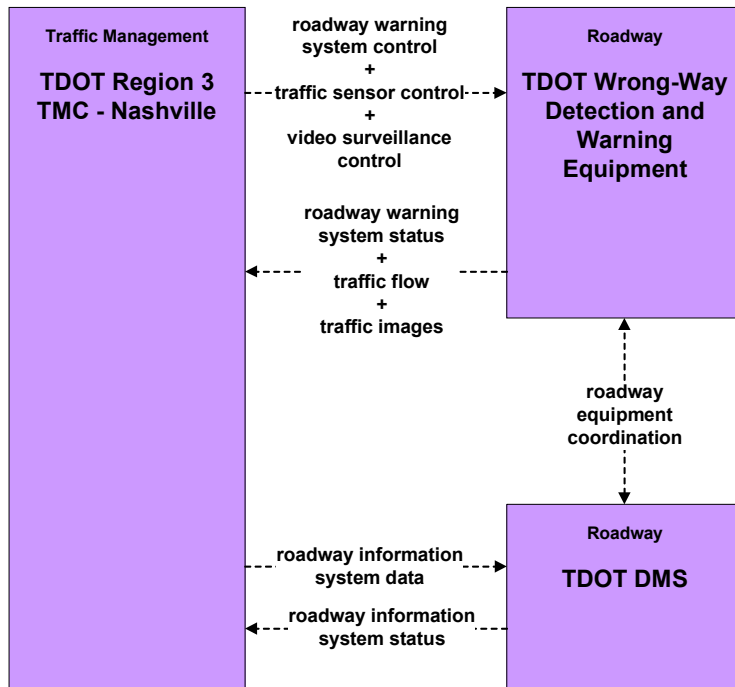 Traffic Management
TDOT Region 3
TMC - Nashville
roadway warning
system control
+
traffic sensor control
+
video surveillance
control
Roadway
TDOT Wrong-Way
Detection and
Warning
Equipment
roadway warning
system status
+
traffic flow
+
traffic images
roadway
equipment
coordination
roadway information
system data
roadway information
system status
Roadway
TDOT DMS